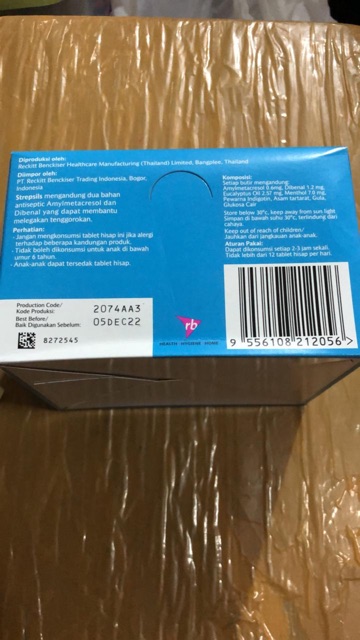 Diproduksi oleh:
Reckitt Benckiser Healthcare Manufacturing (Thailand) Limited, Bangplee, Thailand
Diimpor oleh:
PT. Reckitt Benckiser Trading Indonesia, Bogor,
Indonesia
Strepsils mengandung dua bahan
antiseptic Amylmetacresol dan
Dibenal yang dapat membantu
melegakan tenggorokan.
Perhatian:
- Jangan mengkonsumsi tablet hisap ini jika alergi
terhadap beberapa kandungan produk.
- Tidak boleh dikonsumsi untuk anak di bawah
umur 6 tahun.
- Anak-anak dapat tersedak tablet hisap.
Komposisi:
Setiap butir mengandung:
Amylmetacresol 0.6mg, Dibenal 1.2 mg,
Eucalyptus Oil 2.57 mg, Menthol 7.0 mg,
Pewarna Indigotin, Asam tartarat, Gula,
Glukosa Cair
Store below 30°c, keep away from sun light
Simpan di bawah suhu 30°c, terlindung dari
cahaya.
Keep out of reach of children/
Jauhkan dari jangkauan anak-anak.
Aturan Pakai:
Dapat dikonsumsi setiap 2-3 jam sekali.
Tidak lebih dari 12 tablet hisap per hari.
Production Code/
Kode Produksi: 2074AA3
Best Before/
Baik Digunakan Sebelum: 05DEC22
8272545
rb
HEALTH HYGIENE HOME
9 556108 212056 >